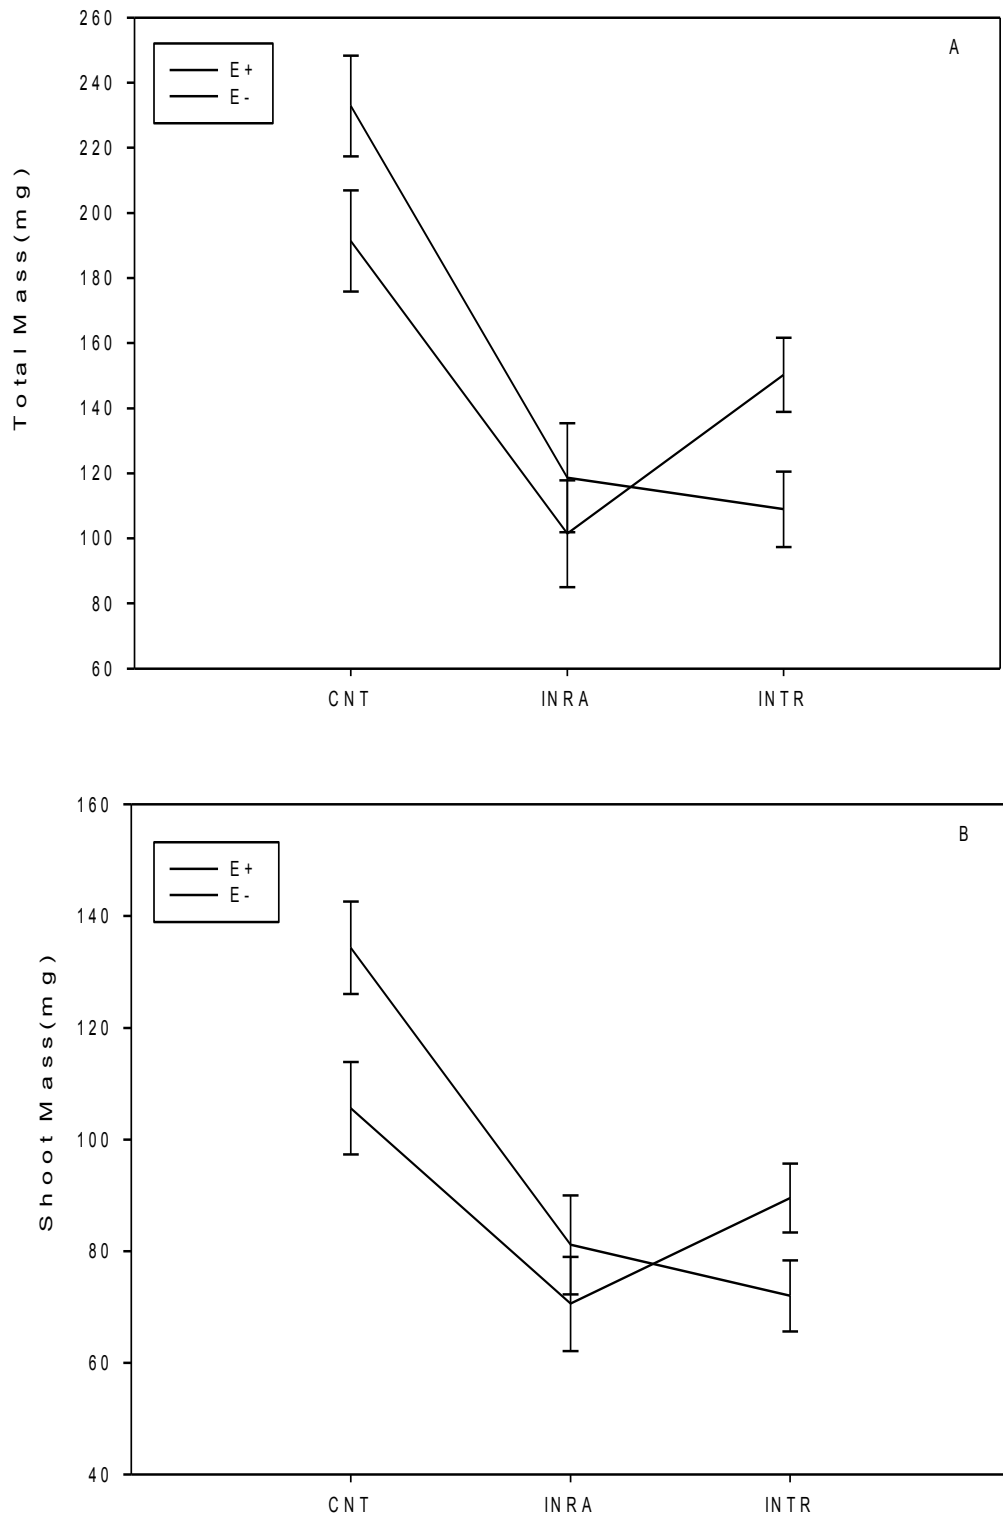 260
240
220
200
180
160
140
120
100
80
60
Total Mass(mg)
E+
E-
A
CNT INRA INTR
160
140
120
100
80
60
40
Shoot Mass(mg)
E+
E-
B
CNT INRA INTR